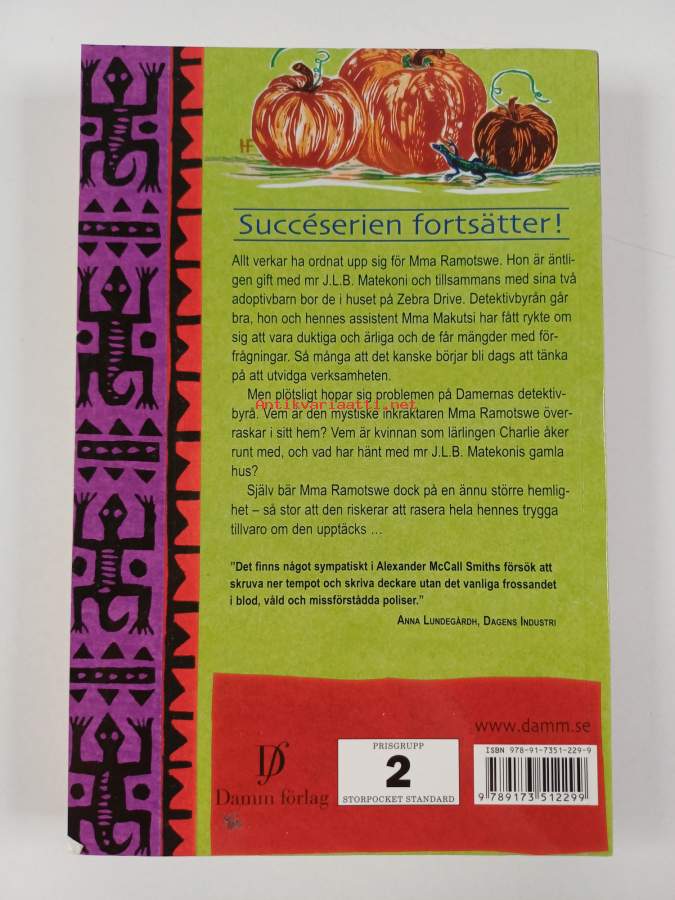 HF
Succéserien fortsätter!
Allt verkar ha ordnat upp sig för Mma Ramotswe. Hon är äntli-
gen gift med mr J.L.B. Matekoni och tillsammans med sina två
adoptivbarn bor de i huset på Zebra Drive. Detektivbyrån går
bra, hon och hennes assistent Mma Makutsi har fått rykte om
sig att vara duktiga och ärliga och de får mängder med för-
frågningar. Så många att det kanske börjar bli dags att tänka
på att utvidga verksamheten.
Men plötsligt hopar sig problemen på Damernas detektiv-
Antikvariaatti.net
byrå. Vem är den mystiske inkräktaren Mma Ramotswe över-
raskar i sitt hem? Vem är kvinnan som lärlingen Charlie åker
runt med, och vad har hänt med mr J.L.B. Matekonis gamla
hus?
Själv bär Mma Ramotswe dock på en ännu större hemlig-
het – så stor att den riskerar att rasera hela hennes trygga
tillvaro om den upptäcks ...
"Det finns något sympatiskt i Alexander McCall Smiths försök att
skruva ner tempot och skriva deckare utan det vanliga frossandet
i blod, våld och missförstådda poliser."
ANNA LUNDEGÅRDH, DAGENS INDUSTRI
www.damm.se
Df
Damm förlag
PRISGRUPP
2
STORPOCKET STANDARD
ISBN 978-91-7351-229-9
9 789173 512299